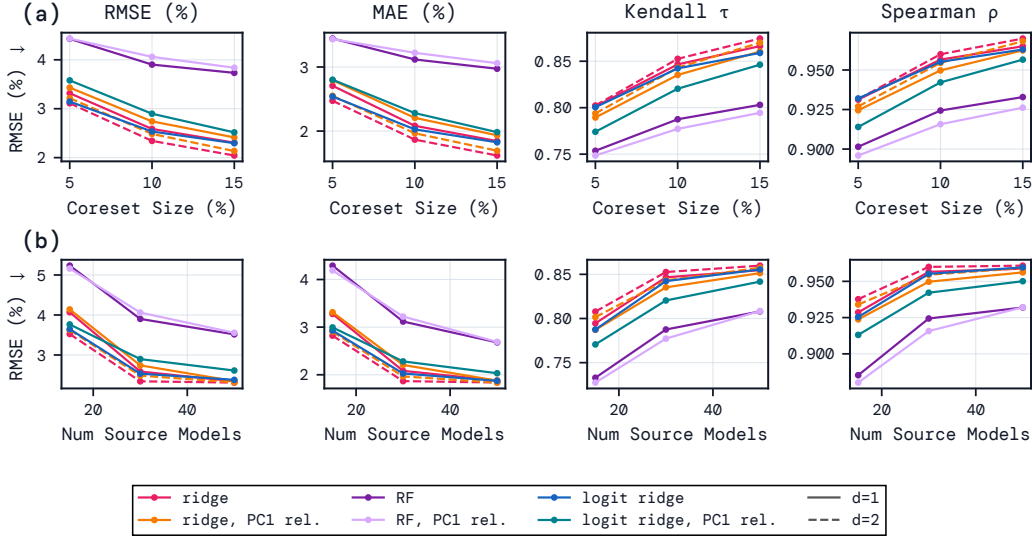 (a) RMSE (%) MAE (%) Kendall τ Spearman ρ
RMSE (%) ↓
4 3 2
3 2
0.85 0.80 0.75
0.950 0.925 0.900
5 10 15 5 10 15 5 10 15 5 10 15
Coreset Size (%) Coreset Size (%) Coreset Size (%) Coreset Size (%)
(b)
RMSE (%) ↓
5 4 3
4 3 2
0.85 0.80 0.75
0.950 0.925 0.900
20 40 20 40 20 40 20 40
Num Source Models Num Source Models Num Source Models Num Source Models
ridge RF logit ridge d=1
ridge, PC1 rel. RF, PC1 rel. logit ridge, PC1 rel. d=2